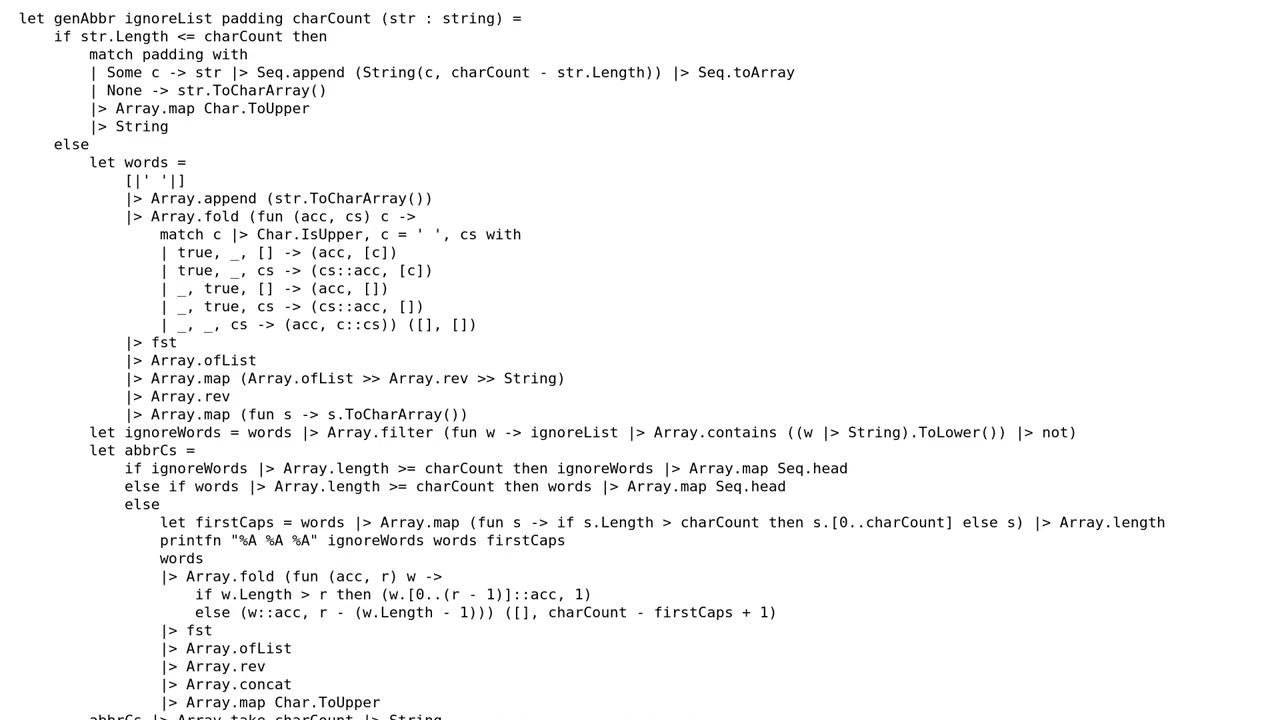 let genAbbr ignoreList padding charCount (str : string) =
    if str.Length <= charCount then
        match padding with
        | Some c -> str |> Seq.append (String(c, charCount - str.Length)) |> Seq.toArray
        | None -> str.ToCharArray()
        |> Array.map Char.ToUpper
        |> String
    else
        let words =
            [|' '|]
            |> Array.append (str.ToCharArray())
            |> Array.fold (fun (acc, cs) c ->
                match c |> Char.IsUpper, c = ' ', cs with
                | true, _, [] -> (acc, [c])
                | true, _, cs -> (cs::acc, [c])
                | _, true, [] -> (acc, [])
                | _, true, cs -> (cs::acc, [])
                | _, _, cs -> (acc, c::cs)) ([], [])
            |> fst
            |> Array.ofList
            |> Array.map (Array.ofList >> Array.rev >> String)
            |> Array.rev
            |> Array.map (fun s -> s.ToCharArray())
        let ignoreWords = words |> Array.filter (fun w -> ignoreList |> Array.contains ((w |> String).ToLower()) |> not)
        let abbrCs =
            if ignoreWords |> Array.length >= charCount then ignoreWords |> Array.map Seq.head
            else if words |> Array.length >= charCount then words |> Array.map Seq.head
            else
                let firstCaps = words |> Array.map (fun s -> if s.Length > charCount then s.[0..charCount] else s) |> Array.length
                printfn "%A %A %A" ignoreWords words firstCaps
                words
                |> Array.fold (fun (acc, r) w ->
                    if w.Length > r then (w.[0..(r - 1)]::acc, 1)
                    else (w::acc, r - (w.Length - 1))) ([], charCount - firstCaps + 1)
                |> fst
                |> Array.ofList
                |> Array.rev
                |> Array.concat
                |> Array.map Char.ToUpper
        abbrCs |> Array.take charCount |> String